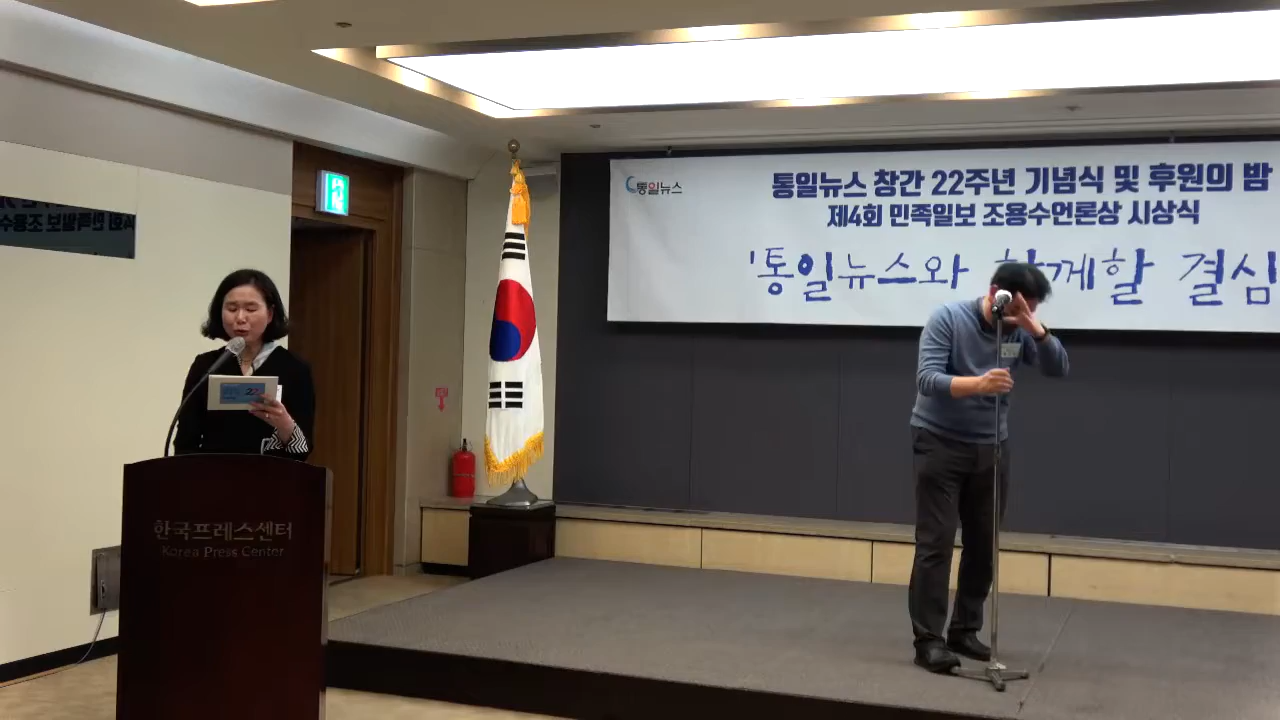 통일뉴스
통일뉴스 창간 22주년 기념식 및 후원의 밤
제4회 민족일보 조용수언론상 시상식
'통일뉴스와 함께할 결심
22
한국프레스센터
Korea Press Center